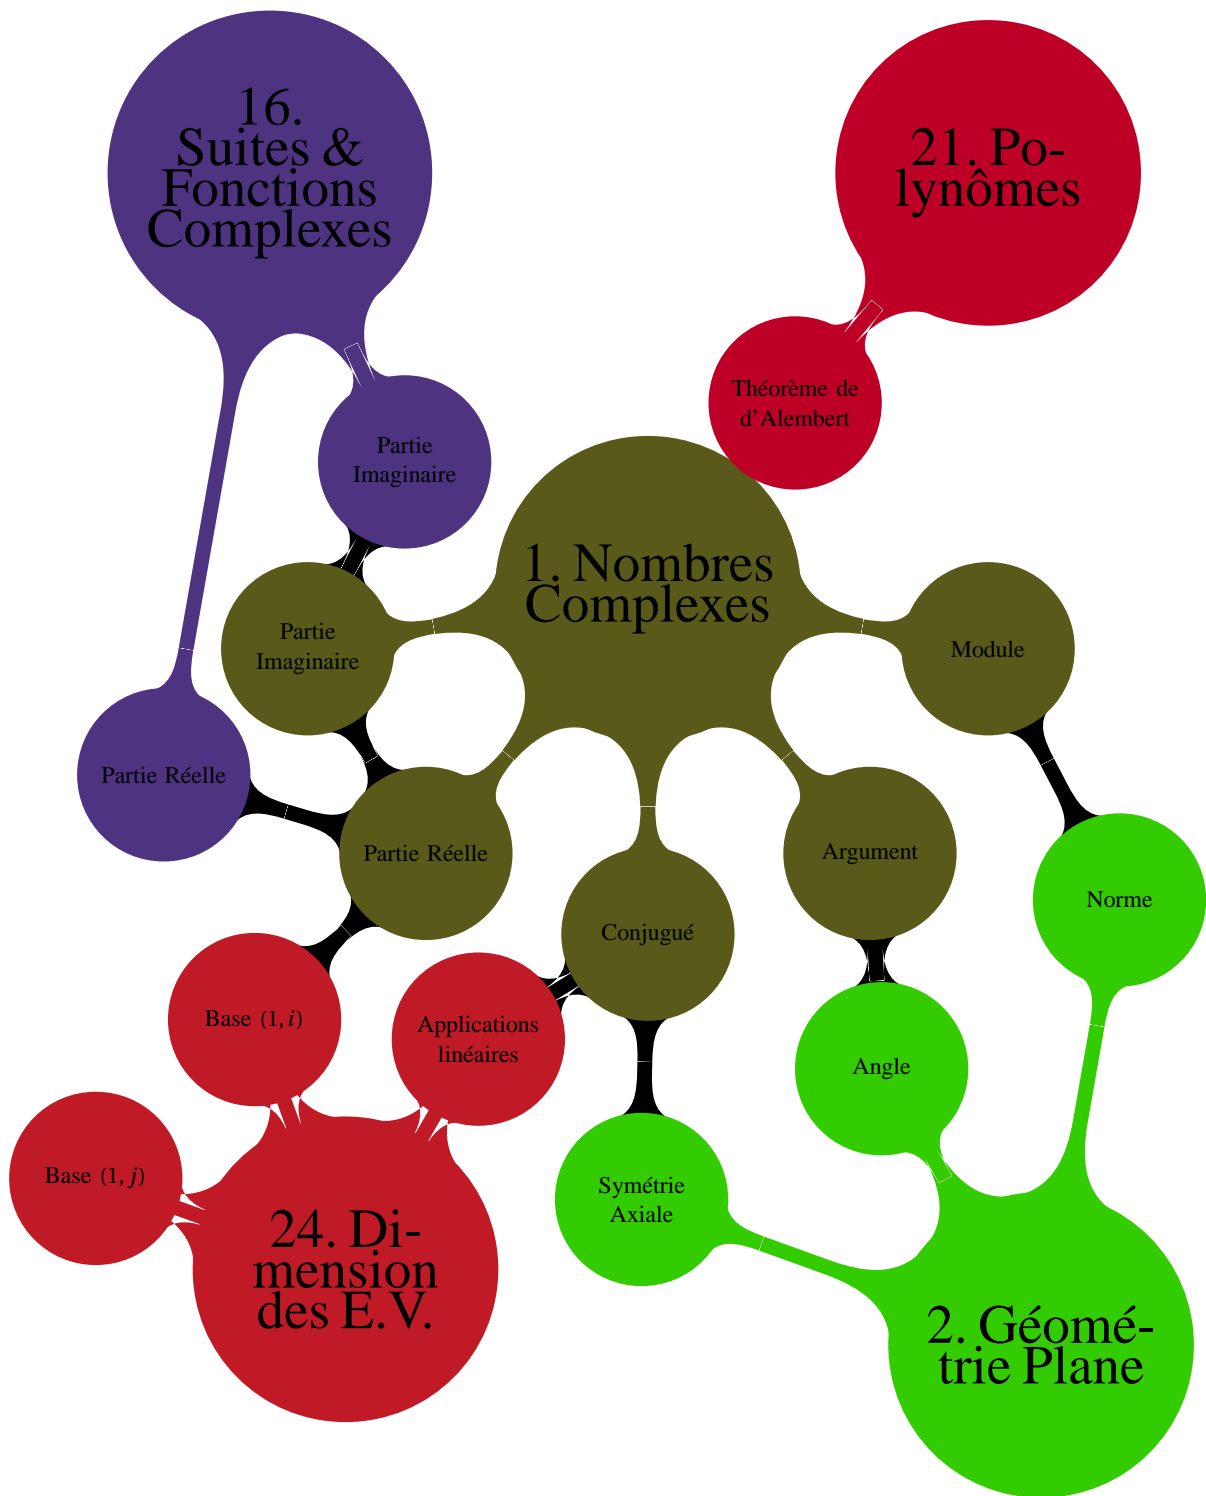 16.
Suites &
Fonctions
Complexes
21. Po-
lynômes
Théorème de
d'Alembert
Partie
Imaginaire
1. Nombres
Complexes
Partie
Imaginaire
Module
Partie Réelle
Partie Réelle
Argument
Norme
Conjugué
Base (1, i)
Applications
linéaires
Angle
Base (1, j)
Symétrie
Axiale
24. Di-
mension
des E.V.
2. Géomé-
trie Plane